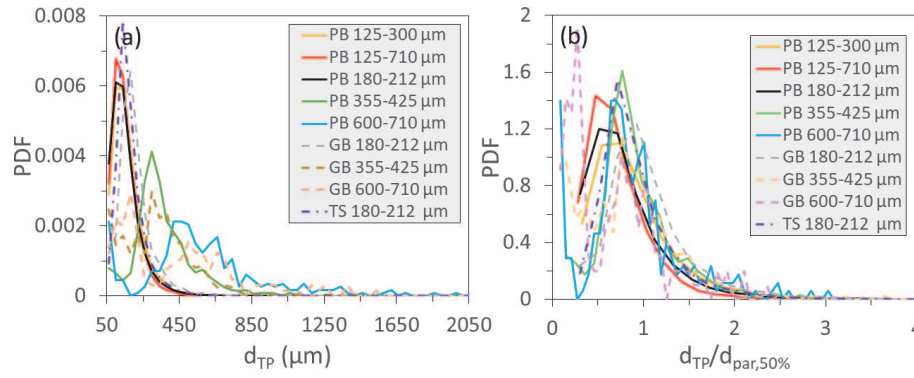 (a)
0.008
0.006
0.004
0.002
0
PDF
50
450
850
1250
1650
2050
d_TP (μm)
PB 125-300 μm
PB 125-710 μm
PB 180-212 μm
PB 355-425 μm
PB 600-710 μm
GB 180-212 μm
GB 355-425 μm
GB 600-710 μm
TS 180-212 μm
(b)
2
1.6
1.2
0.8
0.4
0
PDF
0
1
2
3
4
d_TP/d_par,50%
PB 125-300 μm
PB 125-710 μm
PB 180-212 μm
PB 355-425 μm
PB 600-710 μm
GB 180-212 μm
GB 355-425 μm
GB 600-710 μm
TS 180-212 μm